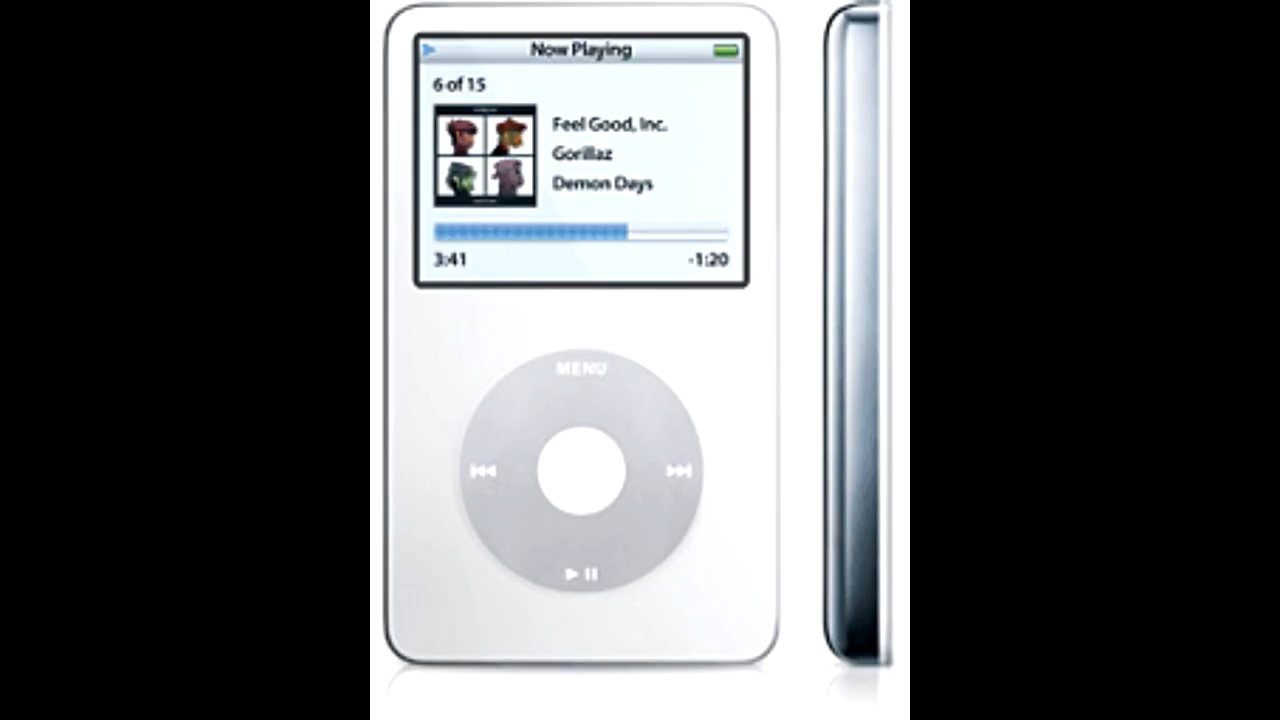 Now Playing
6 of 15
Feel Good, Inc.
Gorillaz
Demon Days
3:41 -1:20
MENU